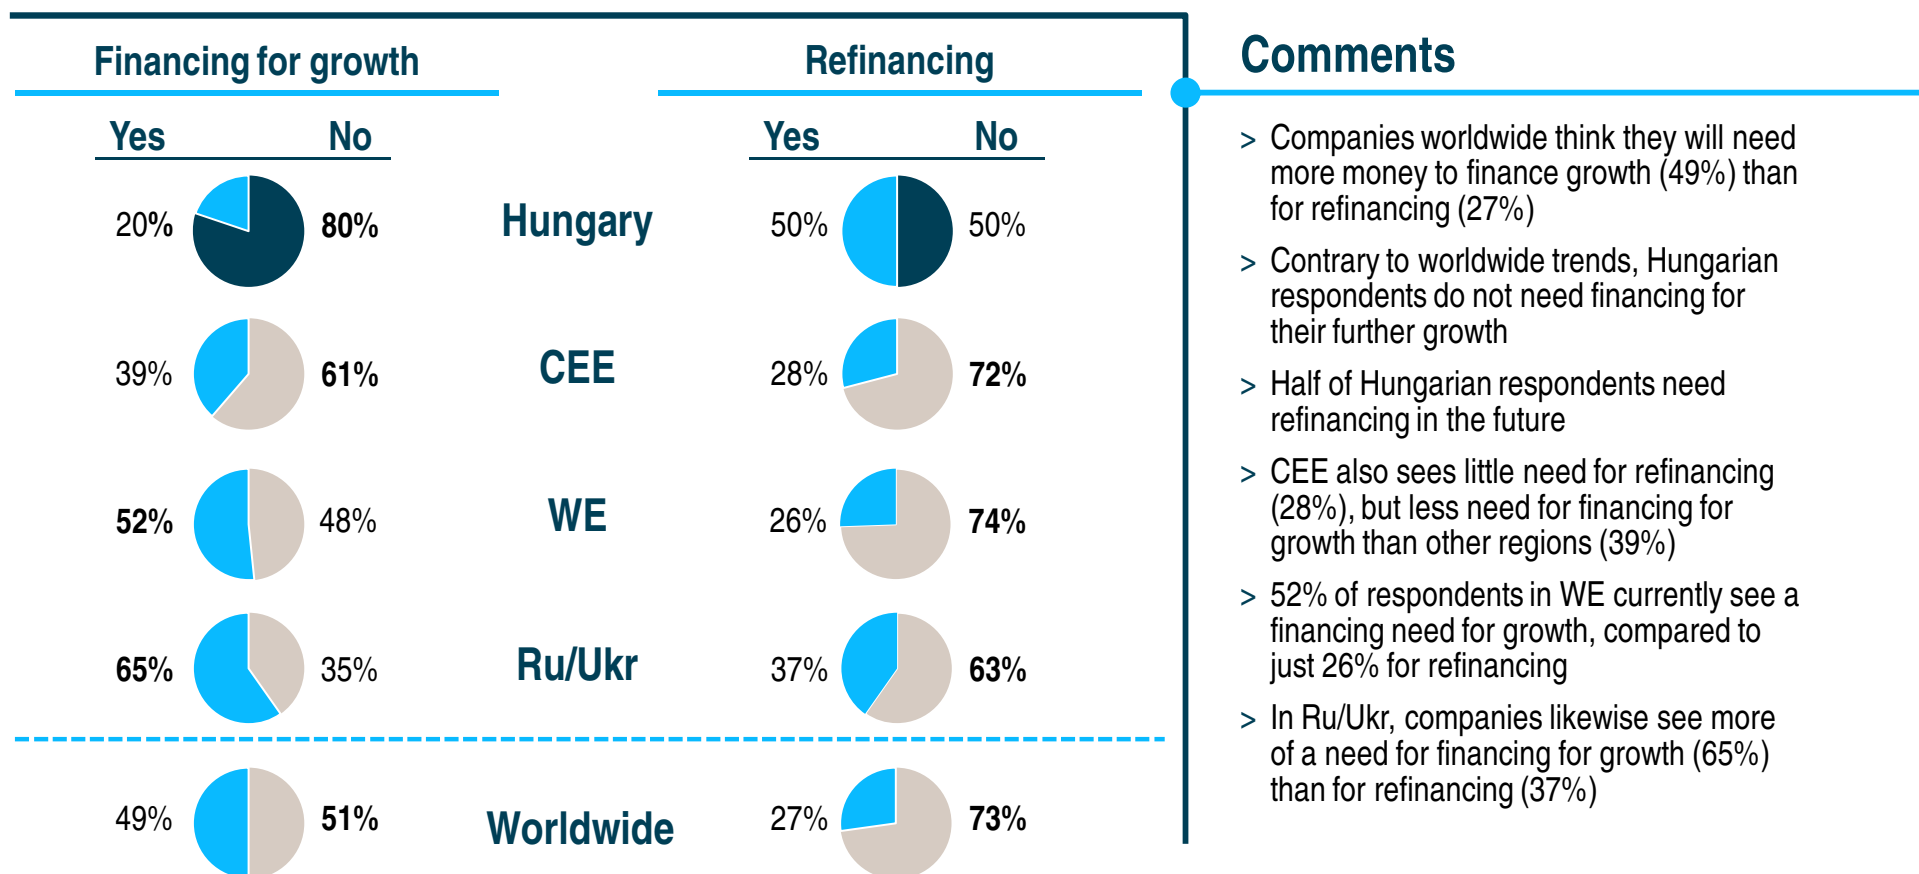 Financing for growth
Refinancing
Yes No
Yes No
20% 80% Hungary 50% 50%
39% 61% CEE 28% 72%
52% 48% WE 26% 74%
65% 35% Ru/Ukr 37% 63%
49% 51% Worldwide 27% 73%
Comments
> Companies worldwide think they will need
more money to finance growth (49%) than
for refinancing (27%)
> Contrary to worldwide trends, Hungarian
respondents do not need financing for
their further growth
> Half of Hungarian respondents need
refinancing in the future
> CEE also sees little need for refinancing
(28%), but less need for financing for
growth than other regions (39%)
> 52% of respondents in WE currently see a
financing need for growth, compared to
just 26% for refinancing
> In Ru/Ukr, companies likewise see more
of a need for financing for growth (65%)
than for refinancing (37%)